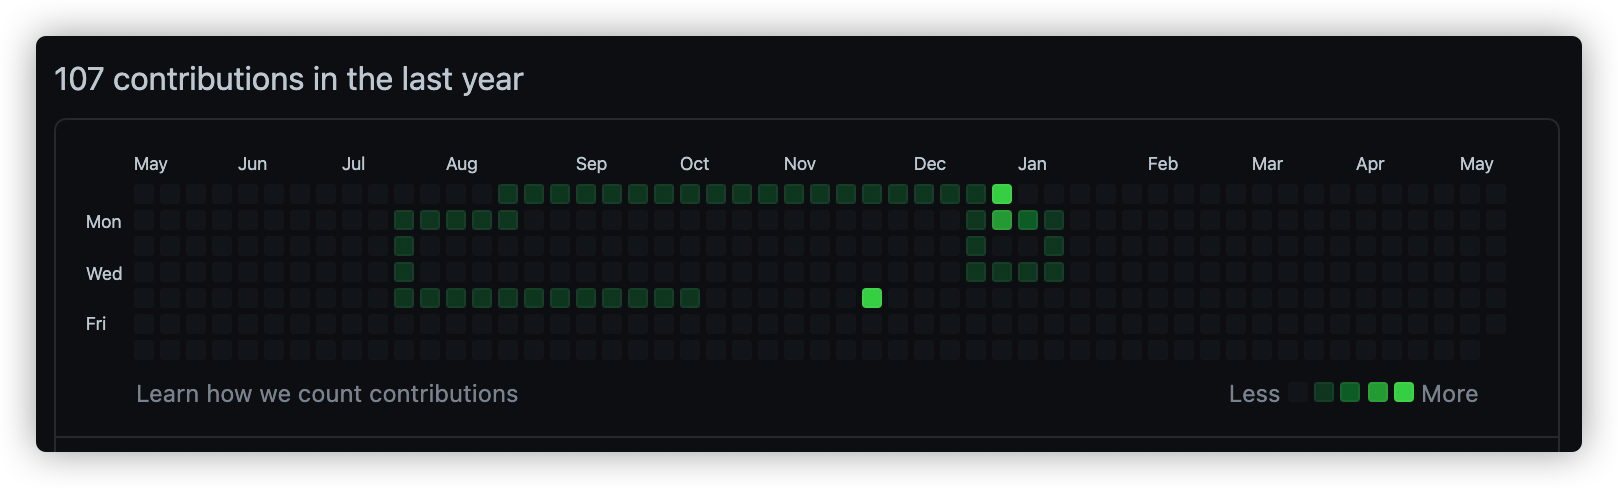 107 contributions in the last year
May Jun Jul Aug Sep Oct Nov Dec Jan Feb Mar Apr May
Mon
Wed
Fri
Learn how we count contributions
Less More